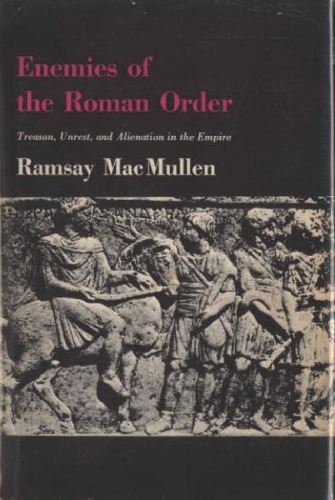 Enemies of
the Roman Order
Treason, Unrest, and Alienation in the Empire
Ramsay MacMullen